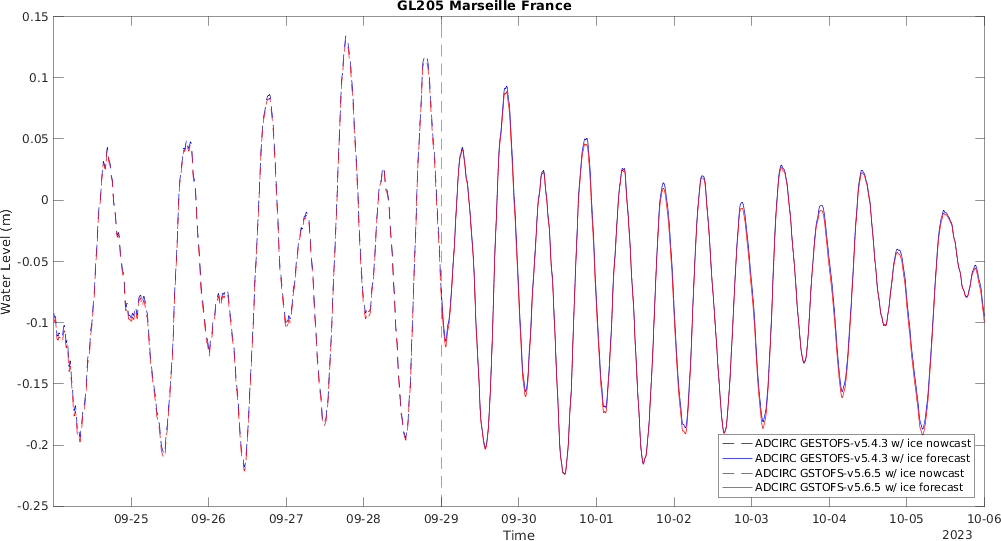 GL205 Marseille France
0.15
0.1
0.05
0
-0.05
-0.1
-0.15
-0.2
-0.25
Water Level (m)
ADCIRC GESTOFS-v5.4.3 w/ ice nowcast
ADCIRC GESTOFS-v5.4.3 w/ ice forecast
ADCIRC GSTOFS-v5.6.5 w/ ice nowcast
ADCIRC GSTOFS-v5.6.5 w/ ice forecast
09-25 09-26 09-27 09-28 09-29 09-30 10-01 10-02 10-03 10-04 10-05 10-06
Time
2023